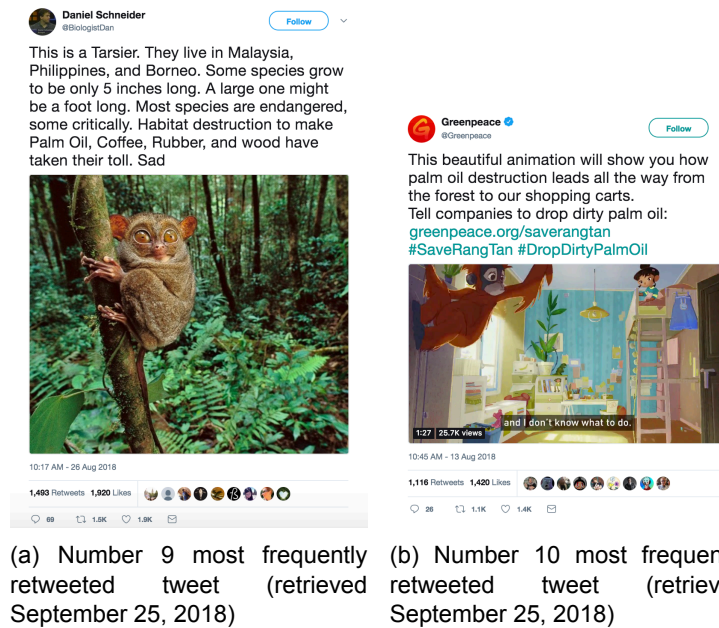 Daniel Schneider
@BiologistDan
Follow
This is a Tarsier. They live in Malaysia,
Philippines, and Borneo. Some species grow
to be only 5 inches long. A large one might
be a foot long. Most species are endangered,
some critically. Habitat destruction to make
Palm Oil, Coffee, Rubber, and wood have
taken their toll. Sad
10:17 AM - 26 Aug 2018
1,493 Retweets 1,920 Likes
69 1.5K 1.9K
(a) Number 9 most frequently
retweeted tweet (retrieved
September 25, 2018)
Greenpeace
@Greenpeace
Follow
This beautiful animation will show you how
palm oil destruction leads all the way from
the forest to our shopping carts.
Tell companies to drop dirty palm oil:
greenpeace.org/saverangtan
#SaveRangTan #DropDirtyPalmOil
and I don't know what to do.
1:27 25.7K views
10:45 AM - 13 Aug 2018
1,116 Retweets 1,420 Likes
26 1.1K 1.4K
(b) Number 10 most frequen
retweeted tweet (retriev
September 25, 2018)